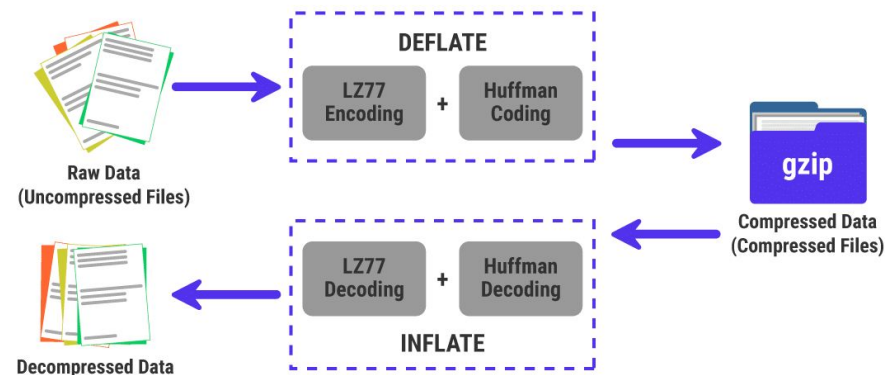 DEFLATE
LZ77
Encoding
+
Huffman
Coding
Raw Data
(Uncompressed Files)
gzip
Compressed Data
(Compressed Files)
LZ77
Decoding
+
Huffman
Decoding
INFLATE
Decompressed Data